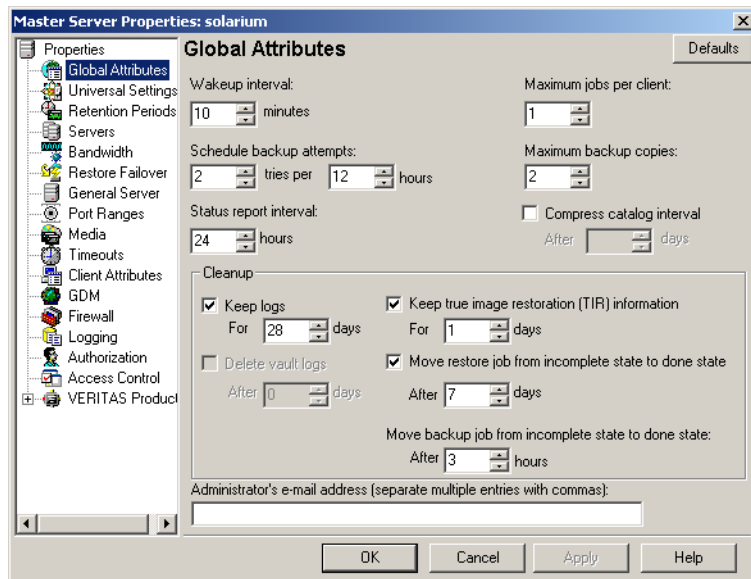 Master Server Properties: solarium
Properties
Global Attributes
Universal Settings
Retention Periods
Servers
Bandwidth
Restore Failover
General Server
Port Ranges
Media
Timeouts
Client Attributes
GDM
Firewall
Logging
Authorization
Access Control
VERITAS Product
Global Attributes
Defaults
Wakeup interval:
10 minutes
Maximum jobs per client:
1
Schedule backup attempts:
2 tries per 12 hours
Maximum backup copies:
2
Status report interval:
24 hours
Compress catalog interval
After days
Cleanup
Keep logs
For 28 days
Delete vault logs
After 0 days
Keep true image restoration (TIR) information
For 1 days
Move restore job from incomplete state to done state
After 7 days
Move backup job from incomplete state to done state:
After 3 hours
Administrator's e-mail address (separate multiple entries with commas):
OK Cancel Apply Help